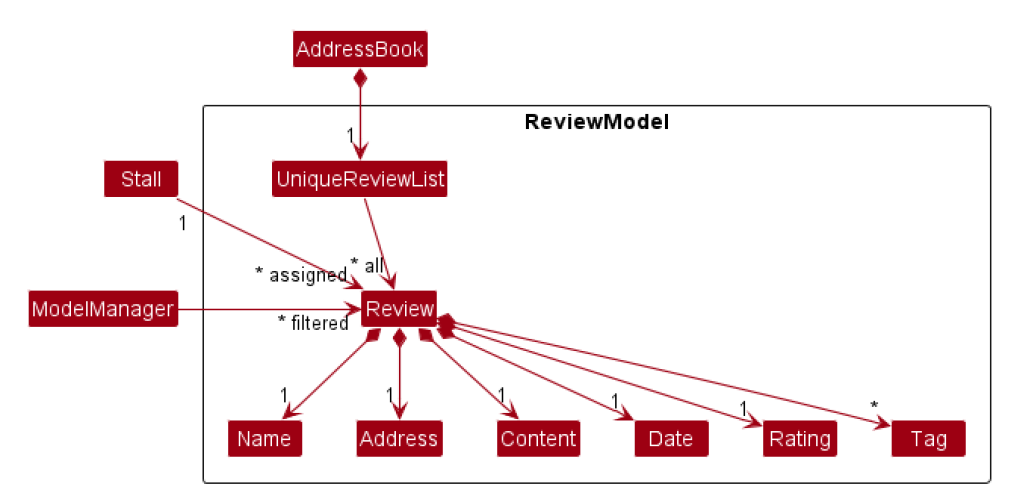 AddressBook
ReviewModel
1
Stall
UniqueReviewList
1
* all
* assigned
ModelManager
Review
* filtered
1
1
1
1
1
*
Name
Address
Content
Date
Rating
Tag